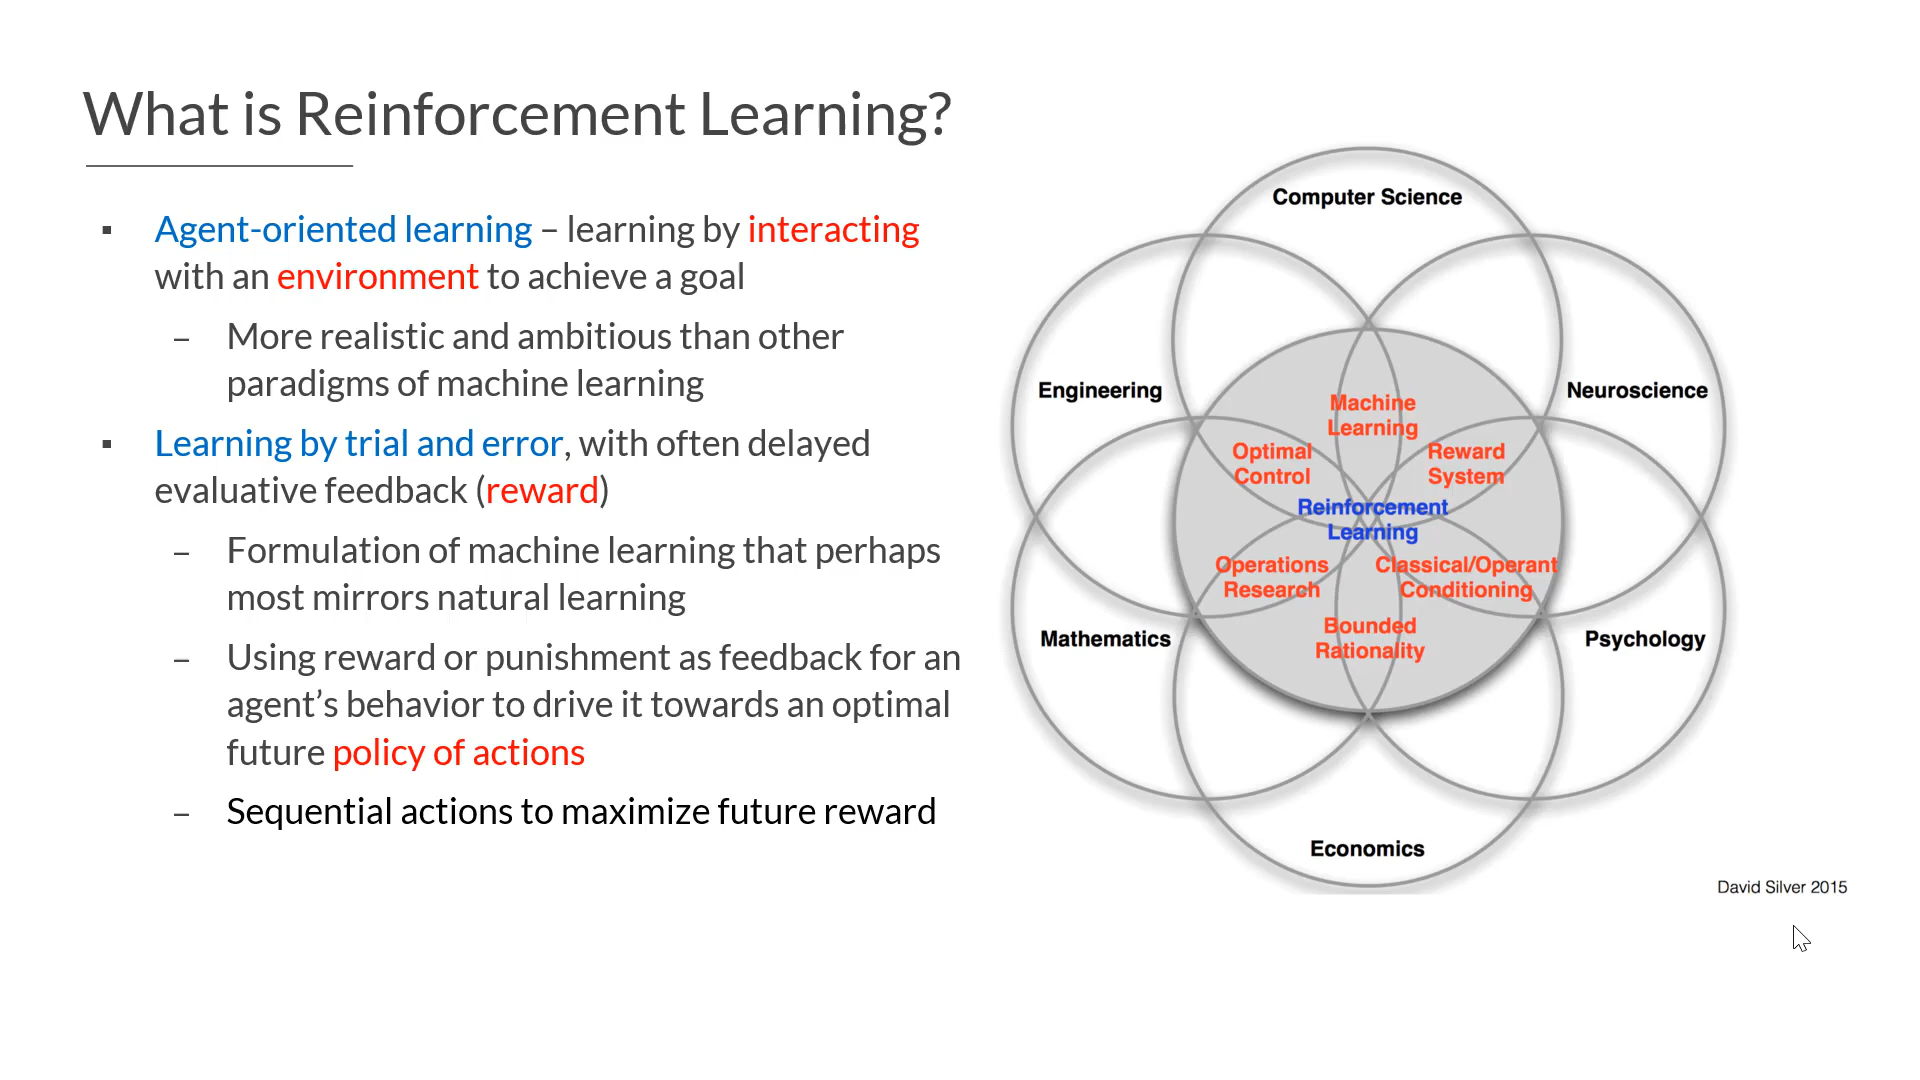 What is Reinforcement Learning?
▪ Agent-oriented learning – learning by interacting
with an environment to achieve a goal
– More realistic and ambitious than other
paradigms of machine learning
▪ Learning by trial and error, with often delayed
evaluative feedback (reward)
– Formulation of machine learning that perhaps
most mirrors natural learning
– Using reward or punishment as feedback for an
agent’s behavior to drive it towards an optimal
future policy of actions
– Sequential actions to maximize future reward
Computer Science
Engineering
Neuroscience
Machine
Learning
Optimal
Control
Reward
System
Reinforcement
Learning
Operations
Research
Classical/Operant
Conditioning
Bounded
Rationality
Mathematics
Psychology
Economics
David Silver 2015